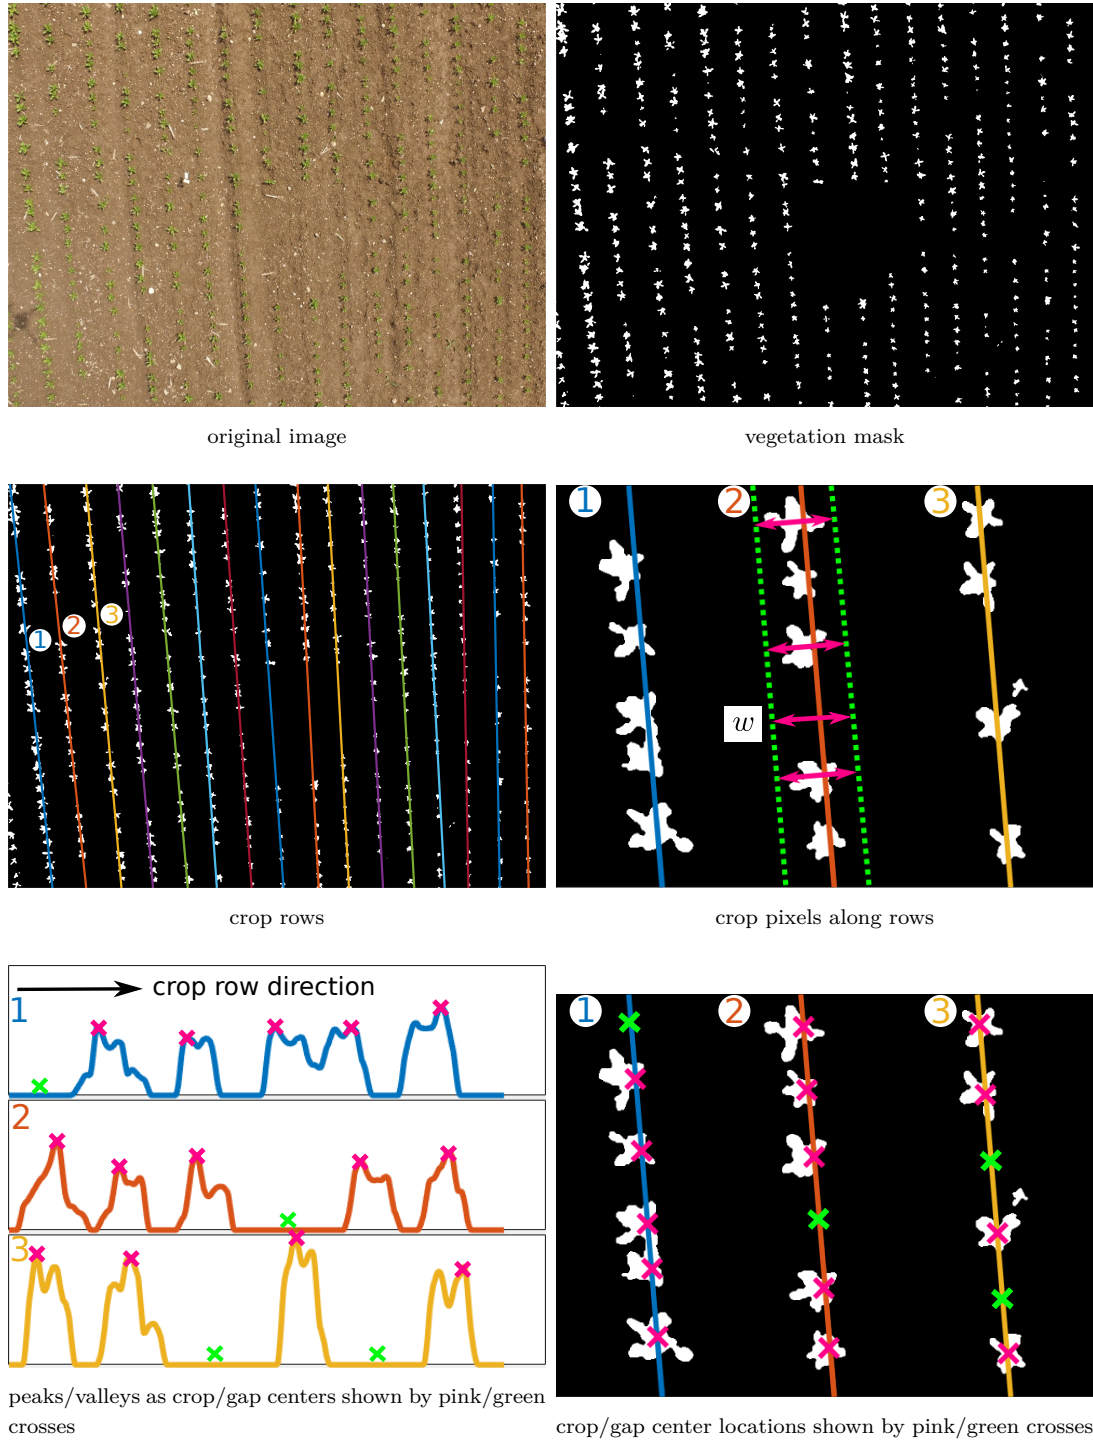 original image
vegetation mask
1
2
3
crop rows
1
2
3
w
crop pixels along rows
crop row direction
1
2
3
peaks/valleys as crop/gap centers shown by pink/green
crosses
1
2
3
crop/gap center locations shown by pink/green crosses